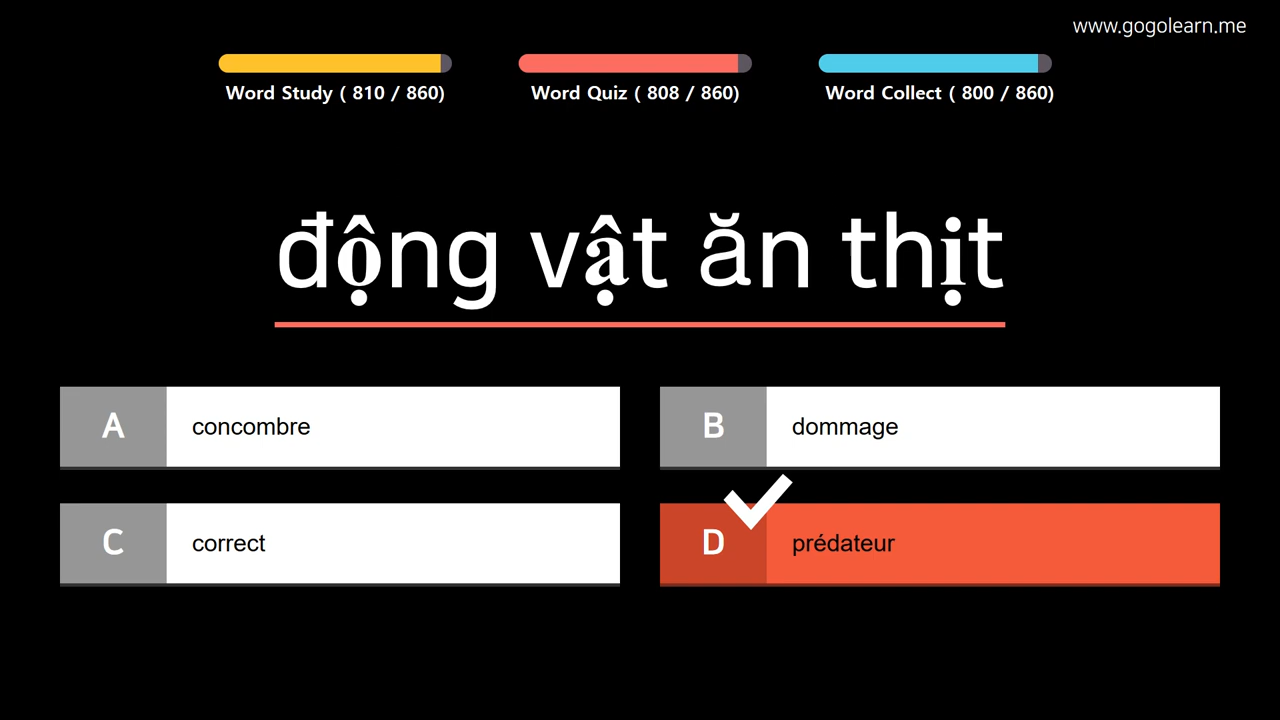 www.gogolearn.me
Word Study ( 810 / 860)
Word Quiz ( 808 / 860)
Word Collect ( 800 / 860)
động vật ăn thịt
A concombre
B dommage
C correct
D prédateur